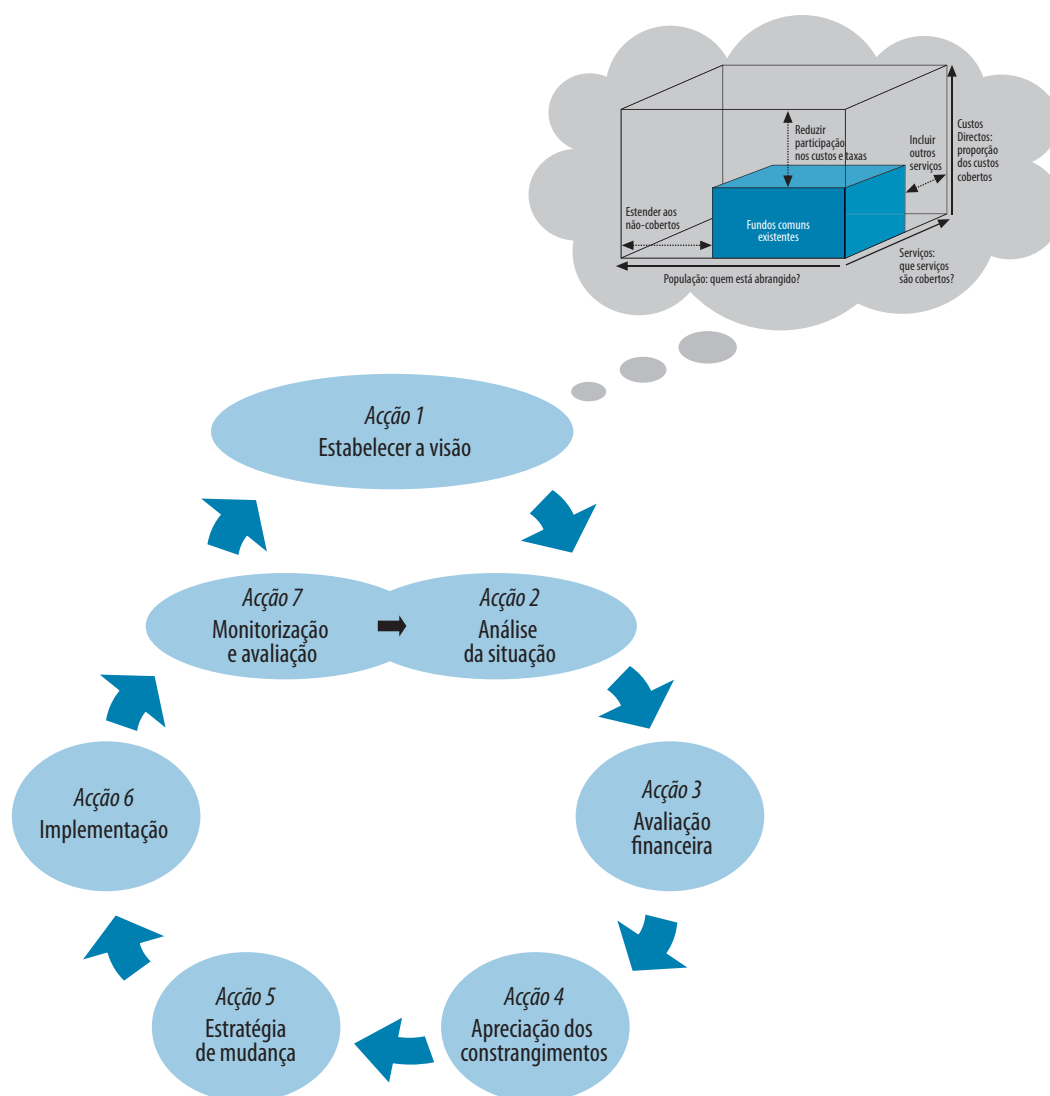 Custos
Directos:
proporção
dos custos
cobertos
Reduzir
participação
nos custos e taxas
Incluir
outros
serviços
Estender aos
não-cobertos
Fundos comuns
existentes
Serviços:
que serviços
são cobertos?
População: quem está abrangido?
Acção 1
Estabelecer a visão
Acção 7
Monitorização
e avaliação
Acção 2
Análise
da situação
Acção 6
Implementação
Acção 3
Avaliação
financeira
Acção 5
Estratégia
de mudança
Acção 4
Apreciação dos
constrangimentos